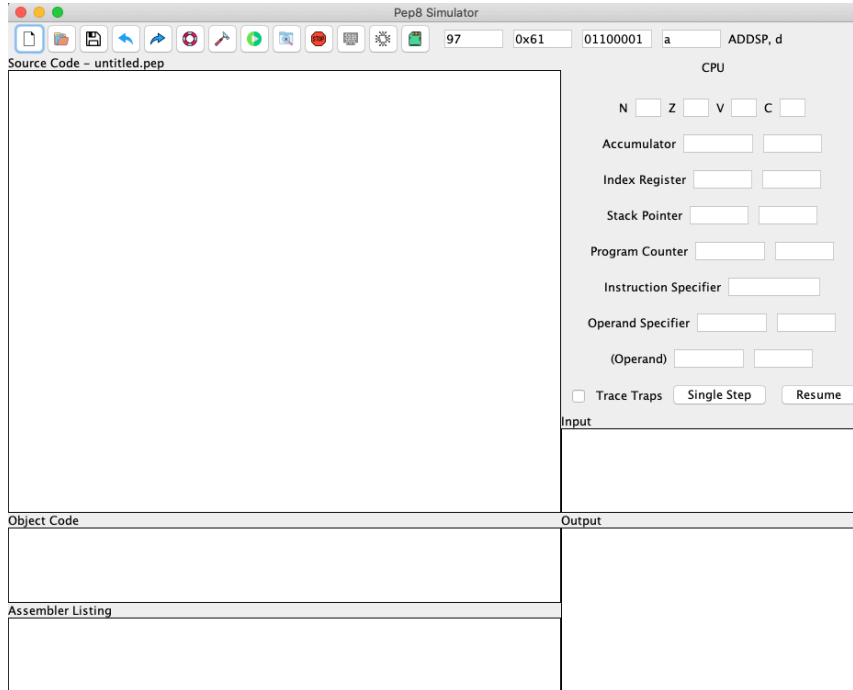 Pep8 Simulator
STOP
97 0x61 01100001 a ADDSP, d
Source Code - untitled.pep
CPU
N Z V C
Accumulator
Index Register
Stack Pointer
Program Counter
Instruction Specifier
Operand Specifier
(Operand)
Trace Traps Single Step Resume
Input
Object Code
Output
Assembler Listing